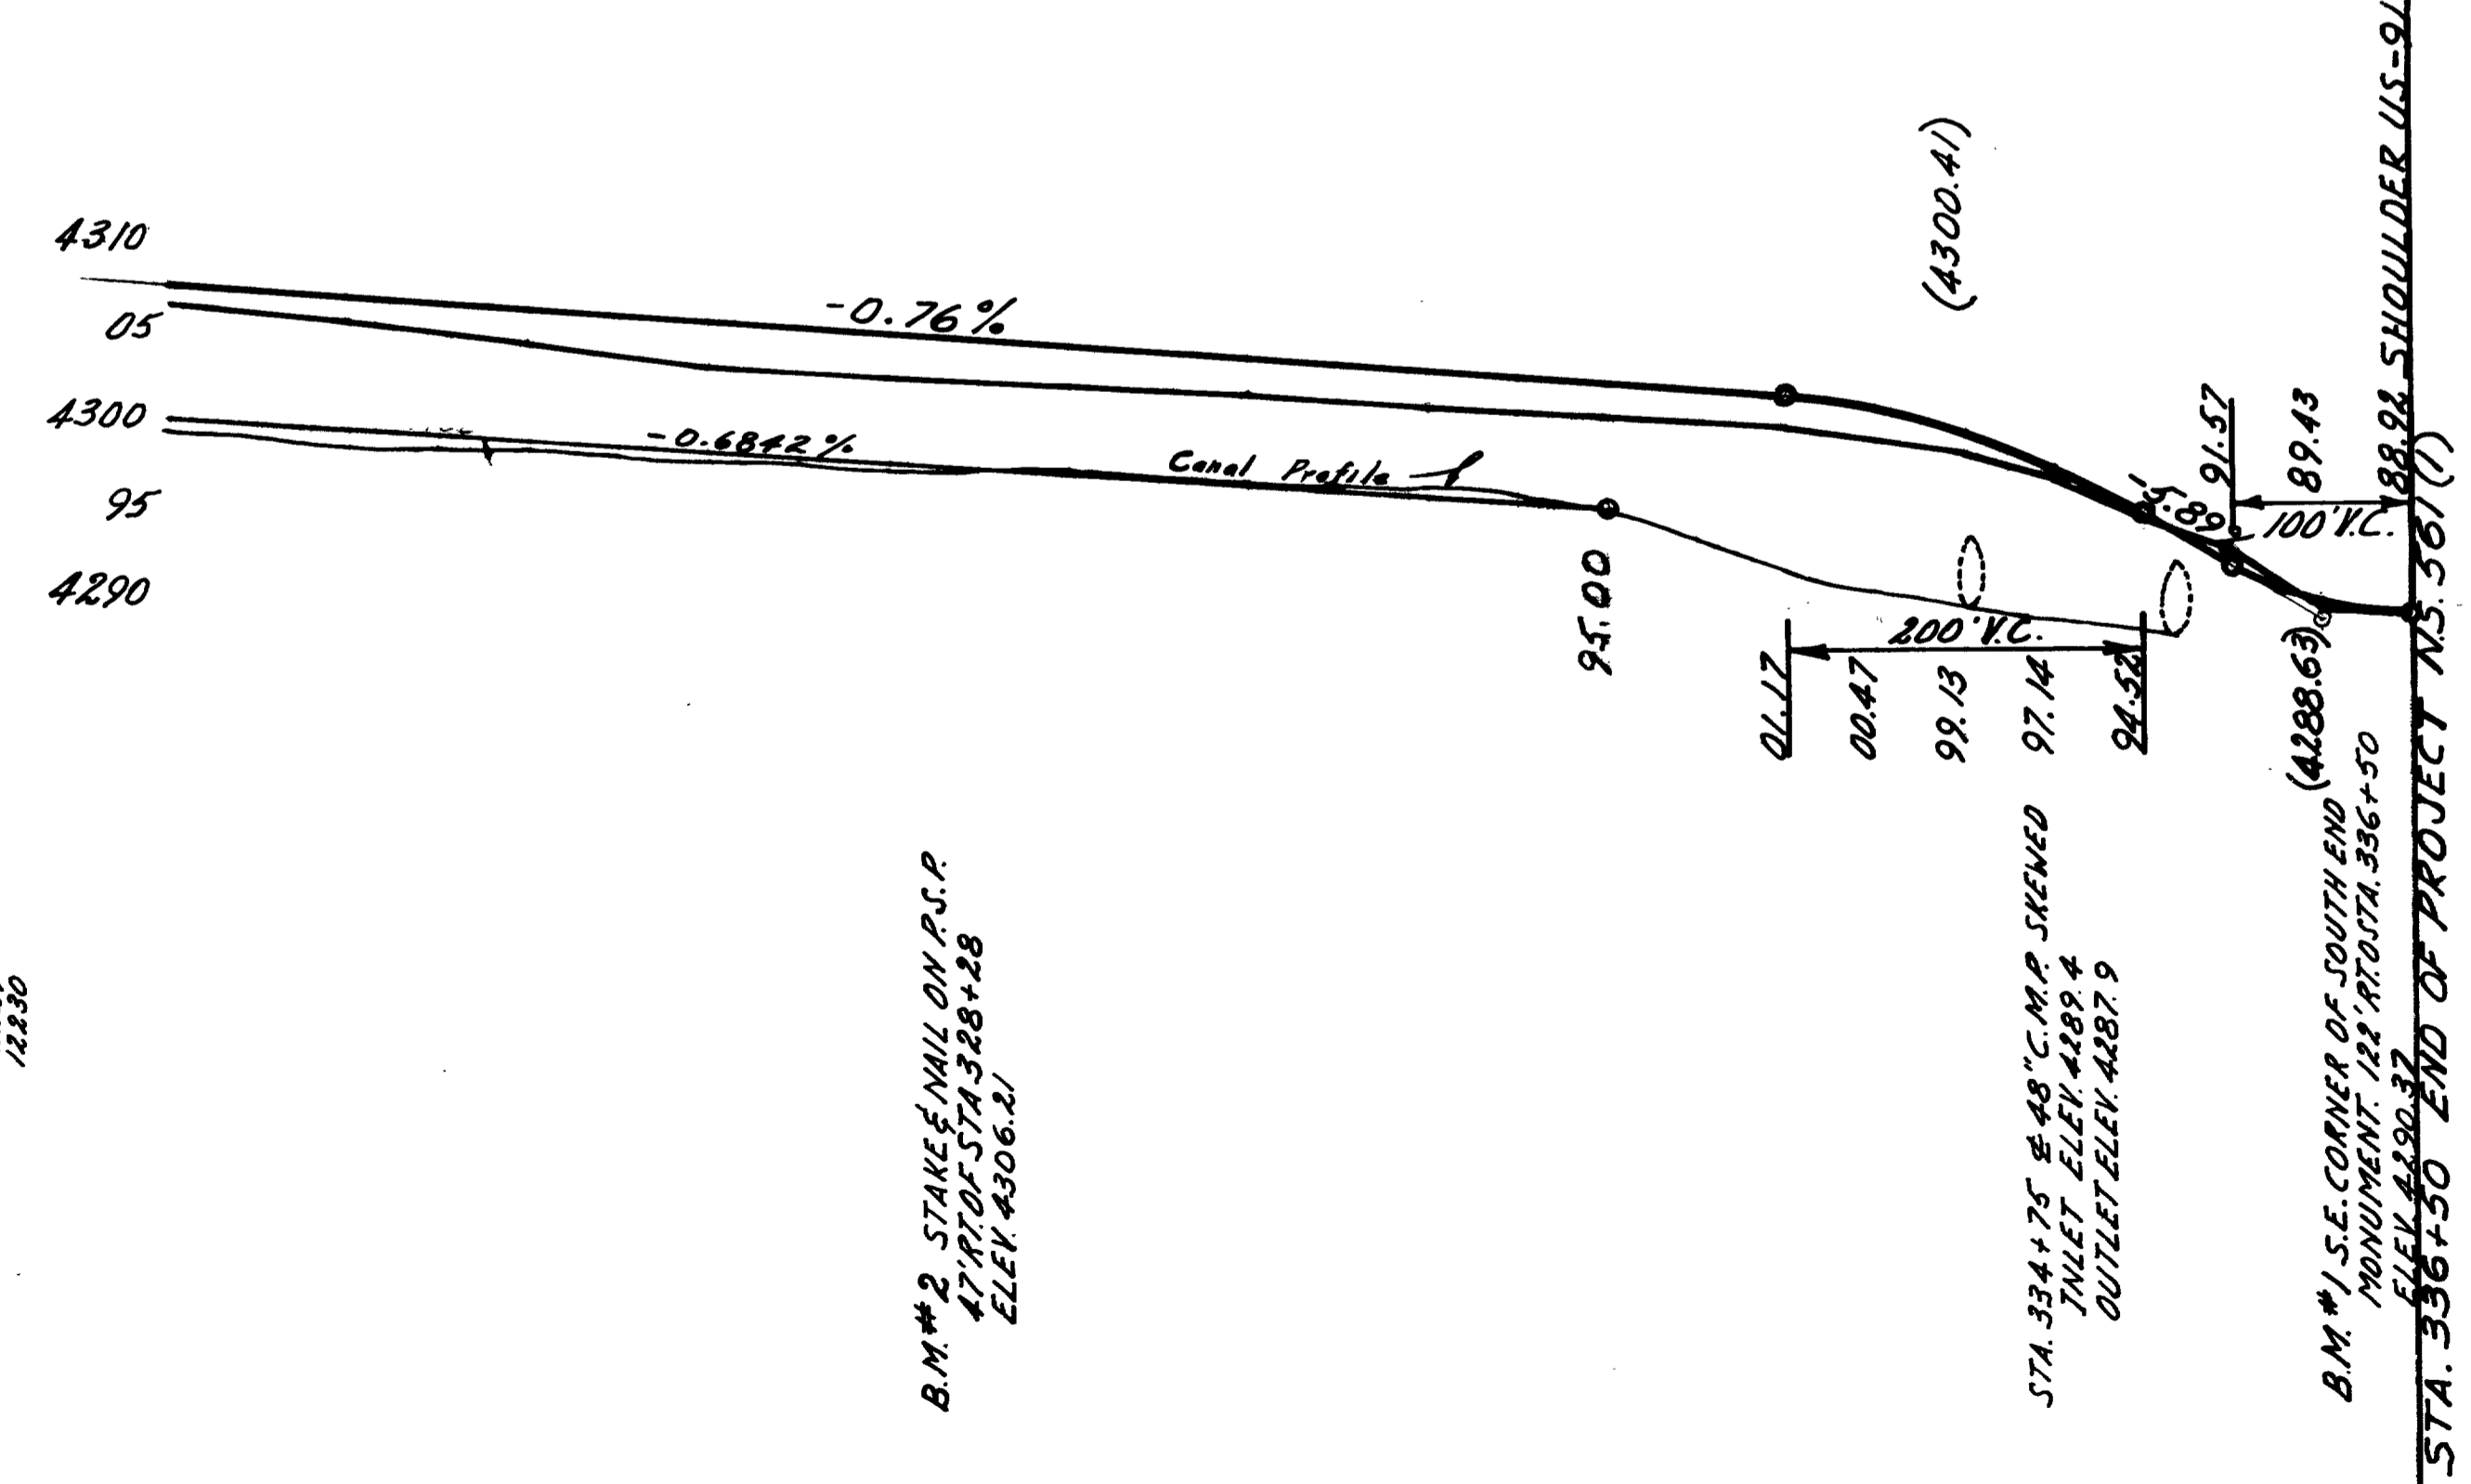 4310
05
4300
95
4290
-0.76%
-0.6842%
Canal Profile
(4300.41)
95.00
200' V.C.
01.17
00.47
99.13
97.14
94.52
91.57
89.43
88.92 SHOULDER US-91
100' V.C.
(4288.63)
12230
B.M. #2 STAKE & NAIL ON P.S.P.
47' RT. OF STA 328+28
ELEV. 4306.21
STA. 334+75 48" C.M.P. SKEWED
INLET ELEV. 4289.4
OUTLET ELEV. 4287.9
B.M. #1 S.E. CORNER OF SOUTH END
MONUMENT. 122' RT. O STA. 336+50
ELEV. 4290.37
STA. 336+50 END OF PROJECT NS. 561(1)